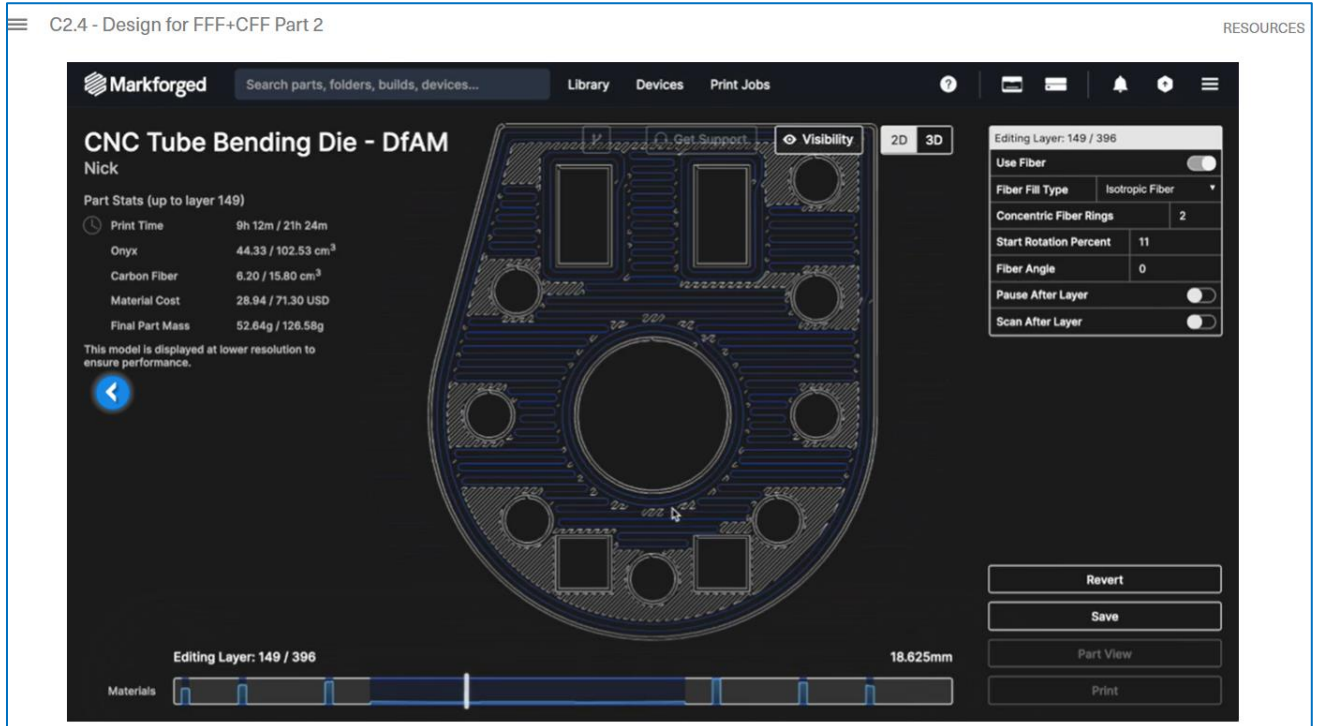 C2.4 - Design for FFF+CFF Part 2
RESOURCES
Markforged
Search parts, folders, builds, devices...
Library
Devices
Print Jobs
?
CNC Tube Bending Die - DfAM
Nick
Get Support
Visibility
2D
3D
Part Stats (up to layer 149)
Print Time 9h 12m / 21h 24m
Onyx 44.33 / 102.53 cm³
Carbon Fiber 6.20 / 15.80 cm³
Material Cost 28.94 / 71.30 USD
Final Part Mass 52.64g / 126.58g
This model is displayed at lower resolution to
ensure performance.
Editing Layer: 149 / 396
Use Fiber
Fiber Fill Type Isotropic Fiber
Concentric Fiber Rings 2
Start Rotation Percent 11
Fiber Angle 0
Pause After Layer
Scan After Layer
Revert
Save
Part View
Print
Editing Layer: 149 / 396
18.625mm
Materials